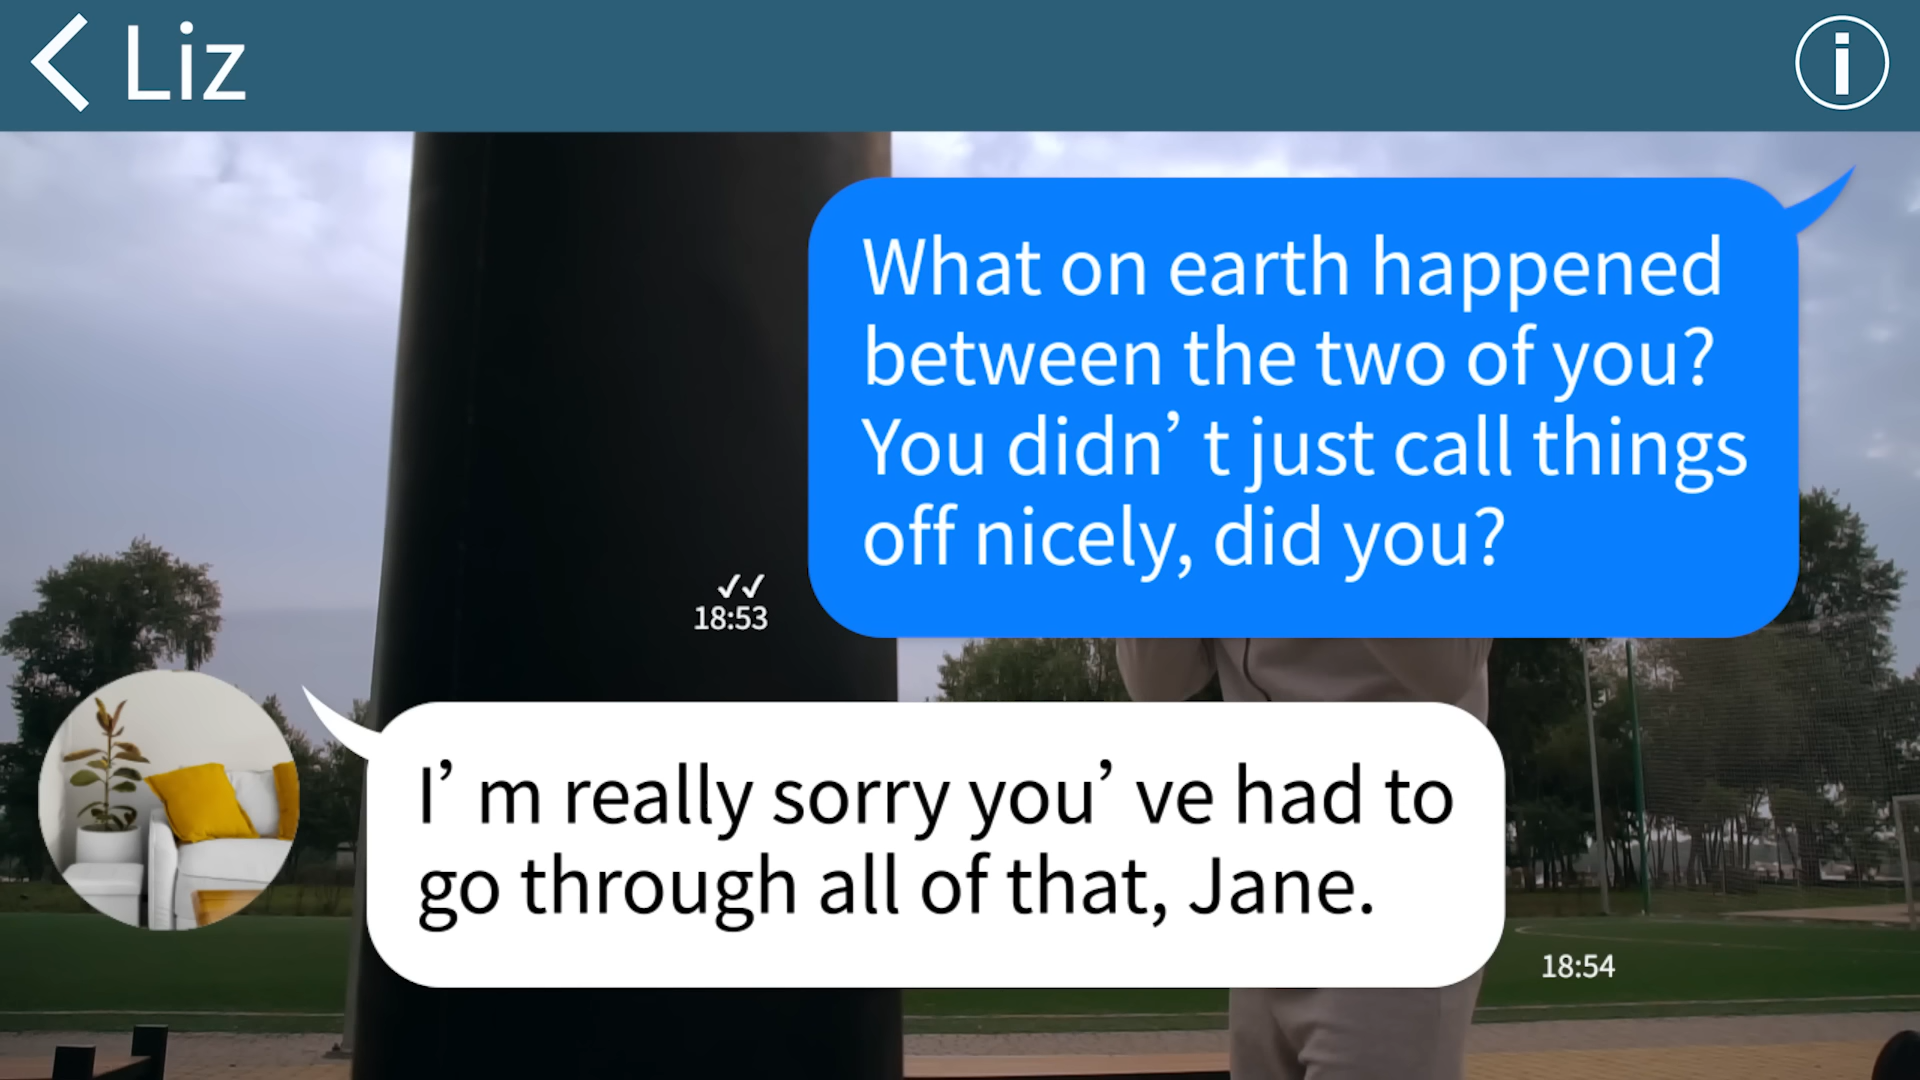 Liz
i
What on earth happened
between the two of you?
You didn’t just call things
off nicely, did you?
18:53
I’m really sorry you’ve had to
go through all of that, Jane.
18:54